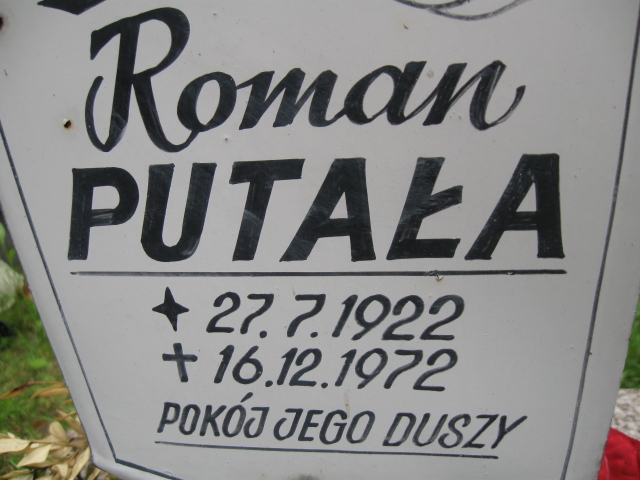 Roman
PUTAŁA
✦ 27.7.1922
✝ 16.12.1972
POKÓJ JEGO DUSZY